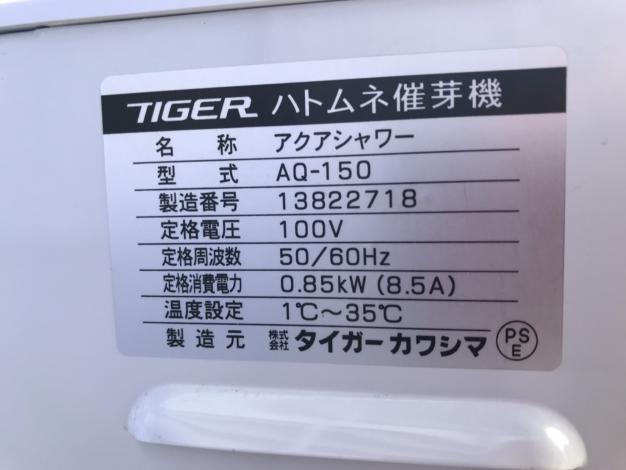 TIGER ハトムネ催芽機
名称 アクアシャワー
型式 AQ-150
製造番号 13822718
定格電圧 100V
定格周波数 50/60Hz
定格消費電力 0.85kW (8.5A)
温度設定 1℃～35℃
製造元 株式会社 タイガーカワシマ PSE